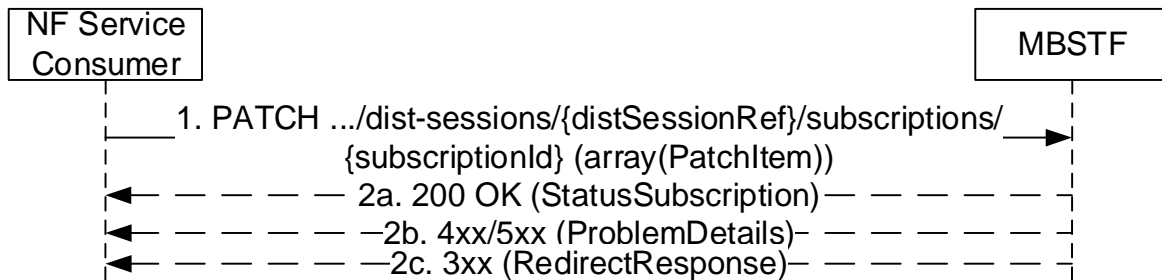 NF Service
Consumer
MBSTF
1. PATCH .../dist-sessions/{distSessionRef}/subscriptions/
{subscriptionId} (array(PatchItem))
2a. 200 OK (StatusSubscription)
2b. 4xx/5xx (ProblemDetails)
2c. 3xx (RedirectResponse)